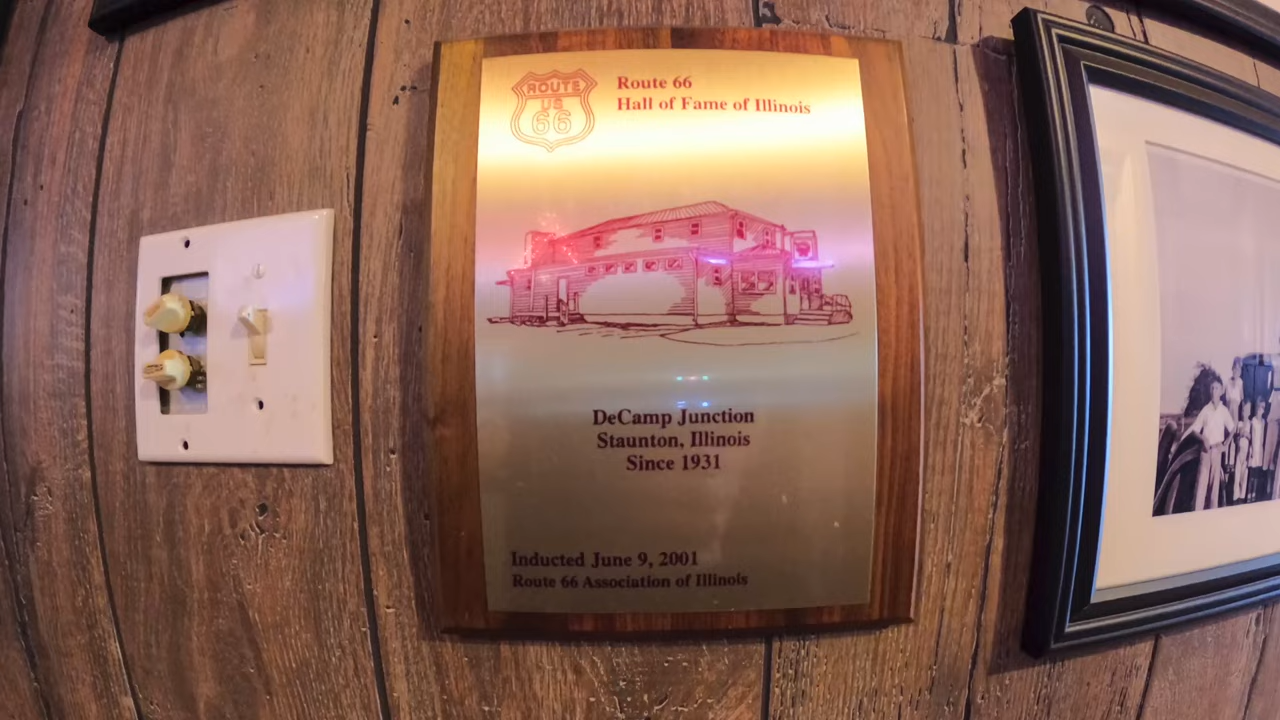 ROUTE
US
66
Route 66
Hall of Fame of Illinois
DeCamp Junction
Staunton, Illinois
Since 1931
Inducted June 9, 2001
Route 66 Association of Illinois